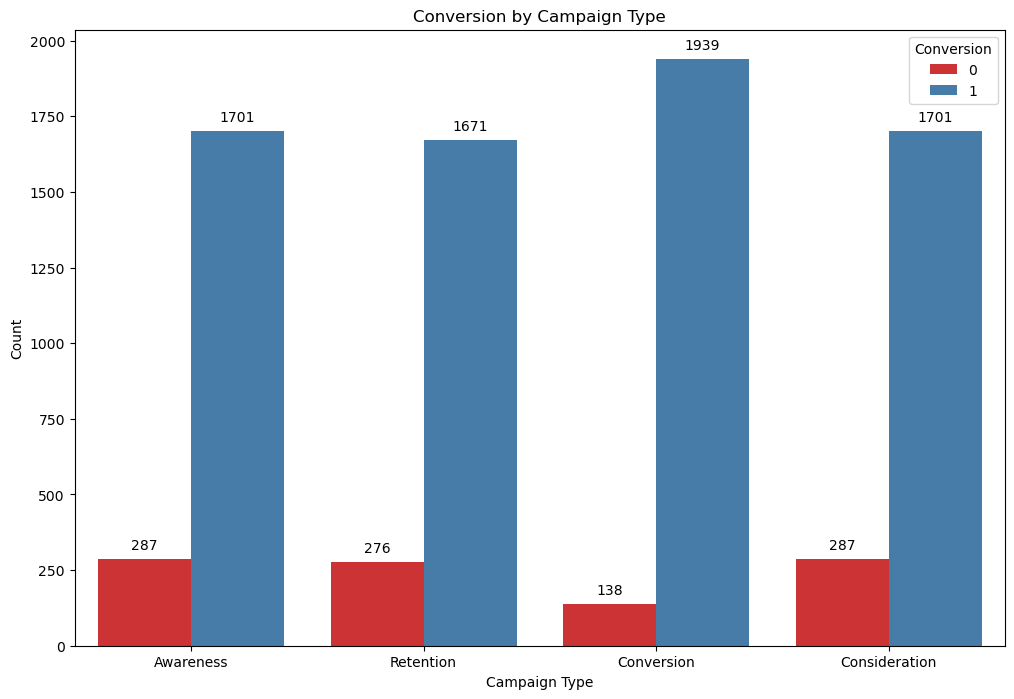 Conversion by Campaign Type
Conversion
0
1
2000
1750
1500
1250
1000
750
500
250
0
Count
287
1701
276
1671
138
1939
287
1701
Awareness
Retention
Conversion
Consideration
Campaign Type